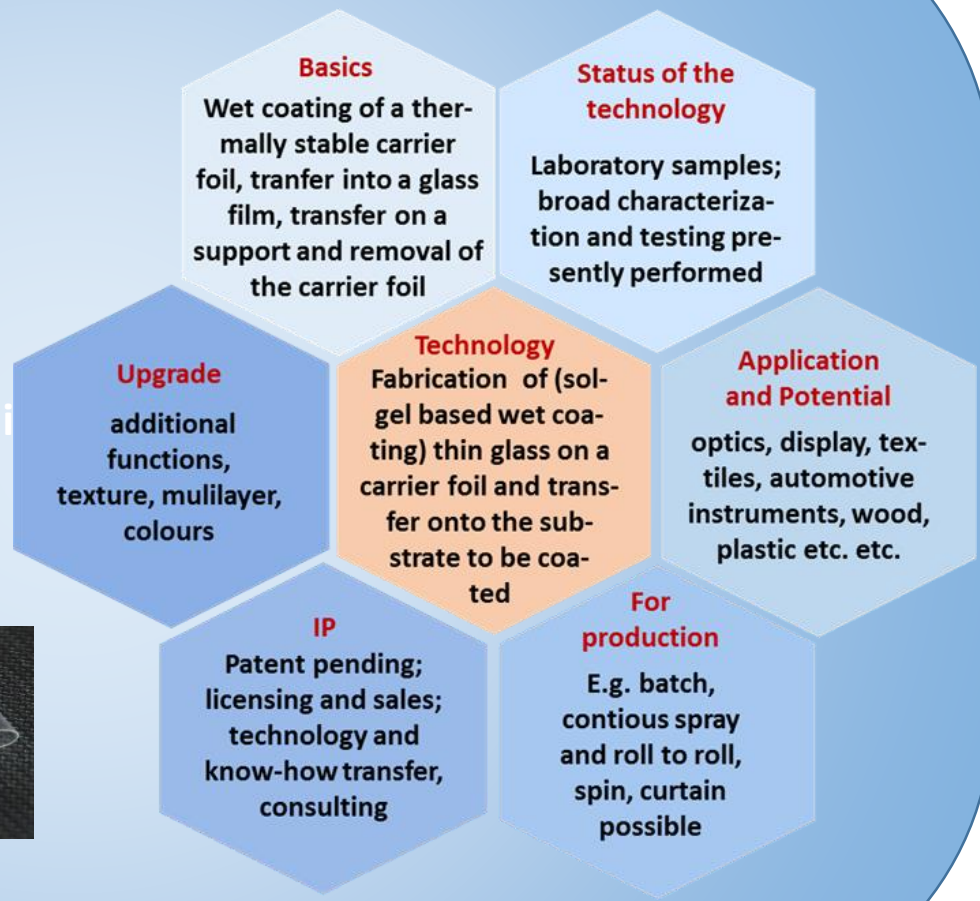 Basics
Wet coating of a ther-
mally stable carrier
foil, tranfer into a glass
film, transfer on a
support and removal of
the carrier foil
Status of the
technology
Laboratory samples;
broad characteriza-
tion and testing pre-
sently performed
Upgrade
additional
functions,
texture, mulilayer,
colours
Technology
Fabrication of (sol-
gel based wet coa-
ting) thin glass on a
carrier foil and trans-
fer onto the sub-
strate to be coa-
ted
Application
and Potential
optics, display, tex-
tiles, automotive
instruments, wood,
plastic etc. etc.
IP
Patent pending;
licensing and sales;
technology and
know-how transfer,
consulting
For
production
E.g. batch,
contious spray
and roll to roll,
spin, curtain
possible